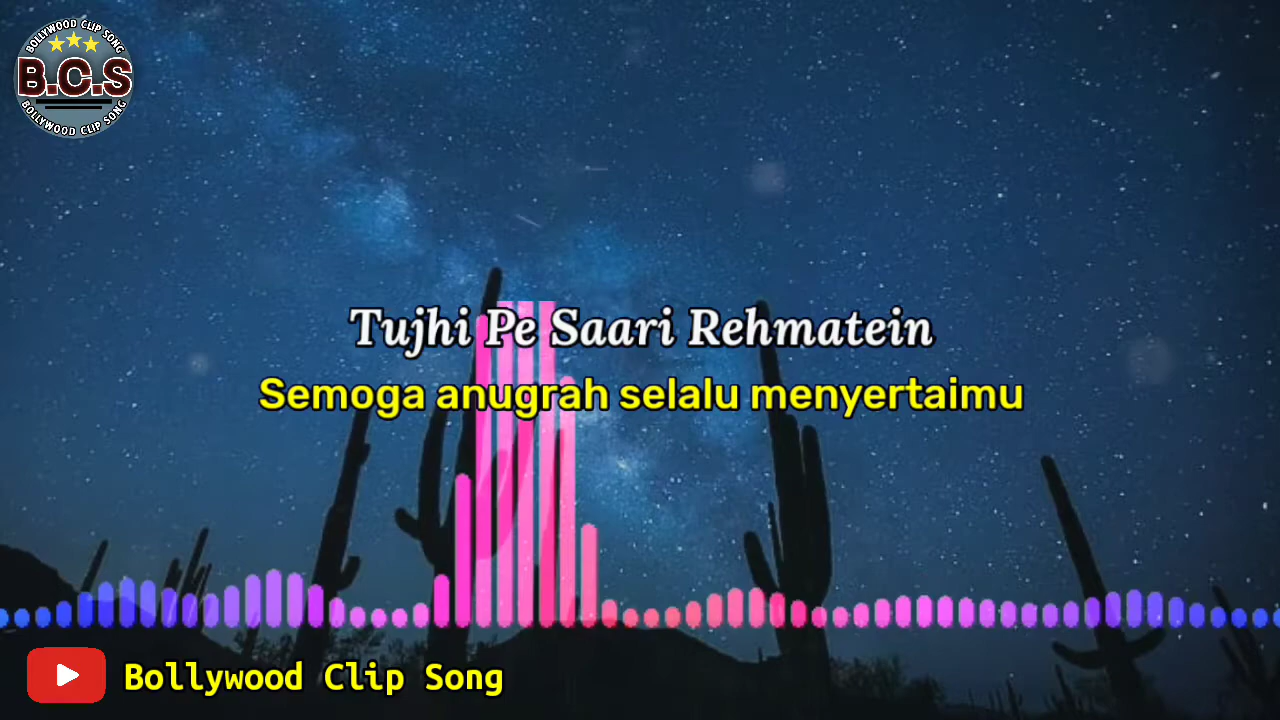 BOLLYWOOD CLIP SONG
B.C.S
BOLLYWOOD CLIP SONG
Tujhi Pe Saari Rehmatein
Semoga anugrah selalu menyertaimu
Bollywood Clip Song